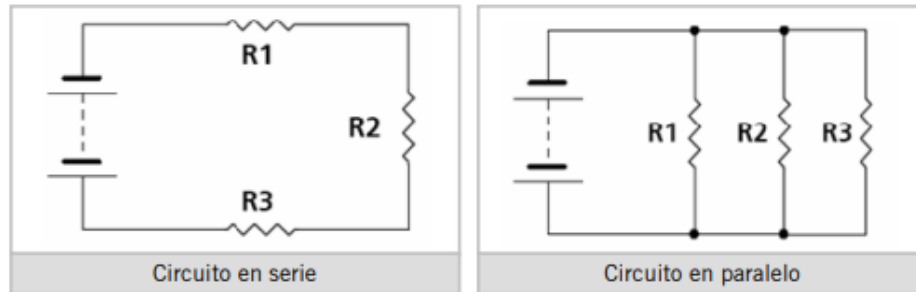 R1
R2
R3
Circuito en serie
R1 R2 R3
Circuito en paralelo